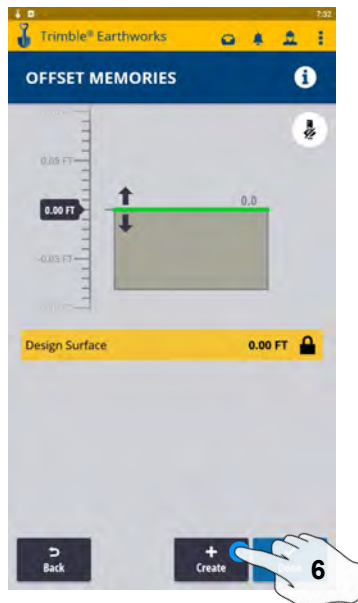 7:32
Trimble® Earthworks
OFFSET MEMORIES
i
0.05 FT
0.00 FT
0.0
-0.05 FT
Design Surface 0.00 FT
Back
+
Create
6